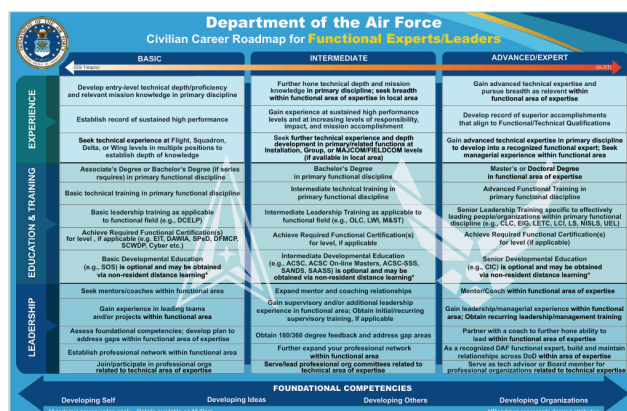 Department of the Air Force
Civilian Career Roadmap for Functional Experts/Leaders
BASIC
INTERMEDIATE
ADVANCED/EXPERT
EXPERIENCE
Develop entry-level technical depth/proficiency
and relevant mission knowledge in primary discipline
Further hone technical depth and mission
knowledge in primary discipline; seek breadth
within functional area of expertise in local area
Gain advanced technical expertise and
pursue breadth as relevant within
functional area of expertise
Establish record of sustained high performance
Gain experience at sustained high performance
levels and at increasing levels of responsibility,
impact, and mission accomplishment
Develop record of superior accomplishments
that align to Functional/Technical Qualifications
Seek technical experience at Flight, Squadron,
Delta, or Wing levels in multiple positions to
establish depth of knowledge
Seek further technical experience and depth
development in primary/related functions at
Installation, Group, or MAJCOM/FIELDCOM levels
(if available in local area)
Gain advanced technical expertise in primary discipline
to develop into a recognized functional expert; Seek
managerial experience within functional area
EDUCATION & TRAINING
Associate's Degree or Bachelor's Degree (if series
requires) in primary functional discipline
Bachelor's Degree
in primary functional discipline
Master's or Doctoral Degree
in functional area of expertise
Basic technical training in primary functional discipline
Intermediate technical training in
primary functional discipline
Advanced Functional Training in
primary functional discipline
Basic leadership training as applicable
to functional field (e.g., DCELP)
Intermediate Leadership Training as applicable to
functional field (e.g., OLC, LWI, M&ST)
Senior Leadership Training specific to effectively
leading people/organizations within primary functional
discipline (e.g., CLC, EIG, LETC, LCI, LS, NISLS, UEL)
Achieve Required Functional Certification(s)
for level , if applicable (e.g. EIT, DAWIA, SPeD, DFMCP,
SCWDP, Cyber etc.)
Achieve Required Functional Certification(s)
for level, if applicable
Achieve Required Functional Certification(s)
for level (if applicable)
Basic Developmental Education
(e.g., SOS) is optional and may be obtained
via non-resident distance learning*
Intermediate Developmental Education
(e.g., ACSC, ACSC On-line Masters, ACSC-SSS,
SANDS, SAASS) is optional and may be
obtained via non-resident distance learning*
Senior Developmental Education
(e.g., CIC) is optional and may be obtained
via non-resident distance learning*
LEADERSHIP
Seek mentors/coaches within functional area
Expand mentor and coaching relationships
Mentor/Coach within functional area of expertise
Gain experience in leading teams
and/or projects within functional area
Gain supervisory and/or additional leadership
experience in functional area; Obtain initial/recurring
supervisory training, if applicable
Gain leadership/managerial experience within functional
area; Obtain recurring leadership/management training
Assess foundational competencies; develop plan to
address gaps within functional area of expertise
Obtain 180/360 degree feedback and address gap areas
Partner with a coach to further hone ability to
lead within functional area of expertise
Establish professional network within functional area
Further expand your professional network
within functional area
As a recognized DAF functional expert, build and maintain
relationships across DoD within area of expertise
Join/participate in professional orgs
related to technical area of expertise
Serve/lead professional org committees related to
technical area of expertise
Serve as tech advisor or Board member for
professional organizations related to technical expertise
FOUNDATIONAL COMPETENCIES
Developing Self
Developing Ideas
Developing Others
Developing Organizations